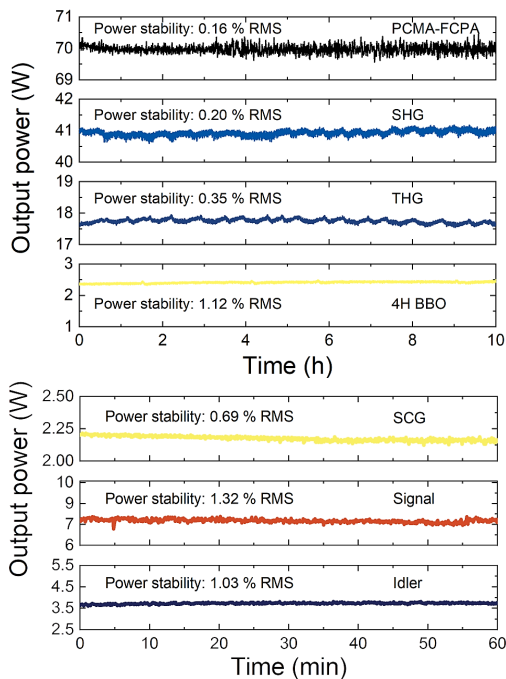 Output power (W)
71
70
69
Power stability: 0.16 % RMS
PCMA-FCPA
42
41
40
Power stability: 0.20 % RMS
SHG
19
18
17
Power stability: 0.35 % RMS
THG
3
2
1
Power stability: 1.12 % RMS
4H BBO
0 2 4 6 8 10
Time (h)
Output power (W)
2.50
2.25
2.00
Power stability: 0.69 % RMS
SCG
10
9
7
6
Power stability: 1.32 % RMS
Signal
5.5
4.5
3.5
2.5
Power stability: 1.03 % RMS
Idler
0 10 20 30 40 50 60
Time (min)